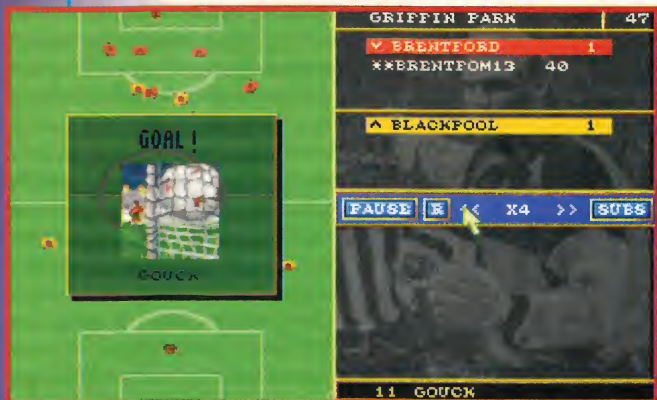 GRIFFIN PARK 47
BRENTFORD 1
**BRENTFOM13 40
BLACKPOOL 1
GOAL!
GOUCK
PAUSE R << X4 >> SUBS
11 GOUCK